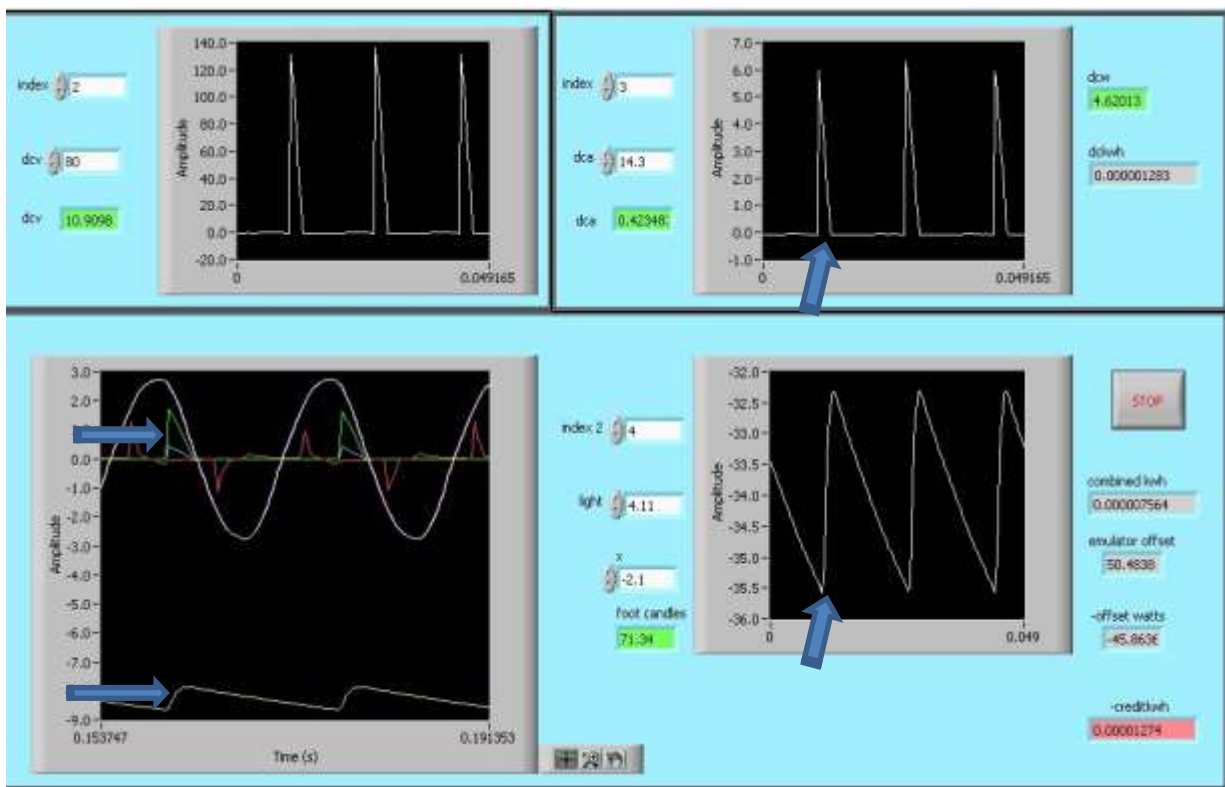 index 2
dcv 80
dcv 10.9098
Amplitude
140.0
120.0
100.0
80.0
60.0
40.0
20.0
0.0
-20.0
0 0.049165
index 3
dca 14.3
dca 0.42348
Amplitude
7.0
6.0
5.0
4.0
3.0
2.0
1.0
0.0
-1.0
0 0.049165
4.62013
dckwh
0.000001283
Amplitude
3.0
2.0
0.0
-1.0
-2.0
-3.0
-4.0
-5.0
-6.0
-7.0
-9.0
0.153747 0.191353
Time (s)
index 2 4
light 4.11
x
-2.1
foot candles
71.34
Amplitude
-32.0
-32.5
-33.0
-33.5
-34.0
-34.5
-35.0
-35.5
-36.0
0 0.049
STOP
combined kwh
0.000007564
emulator offset
50.4838
-offset watts
-45.863
-creditkwh
0.00001274